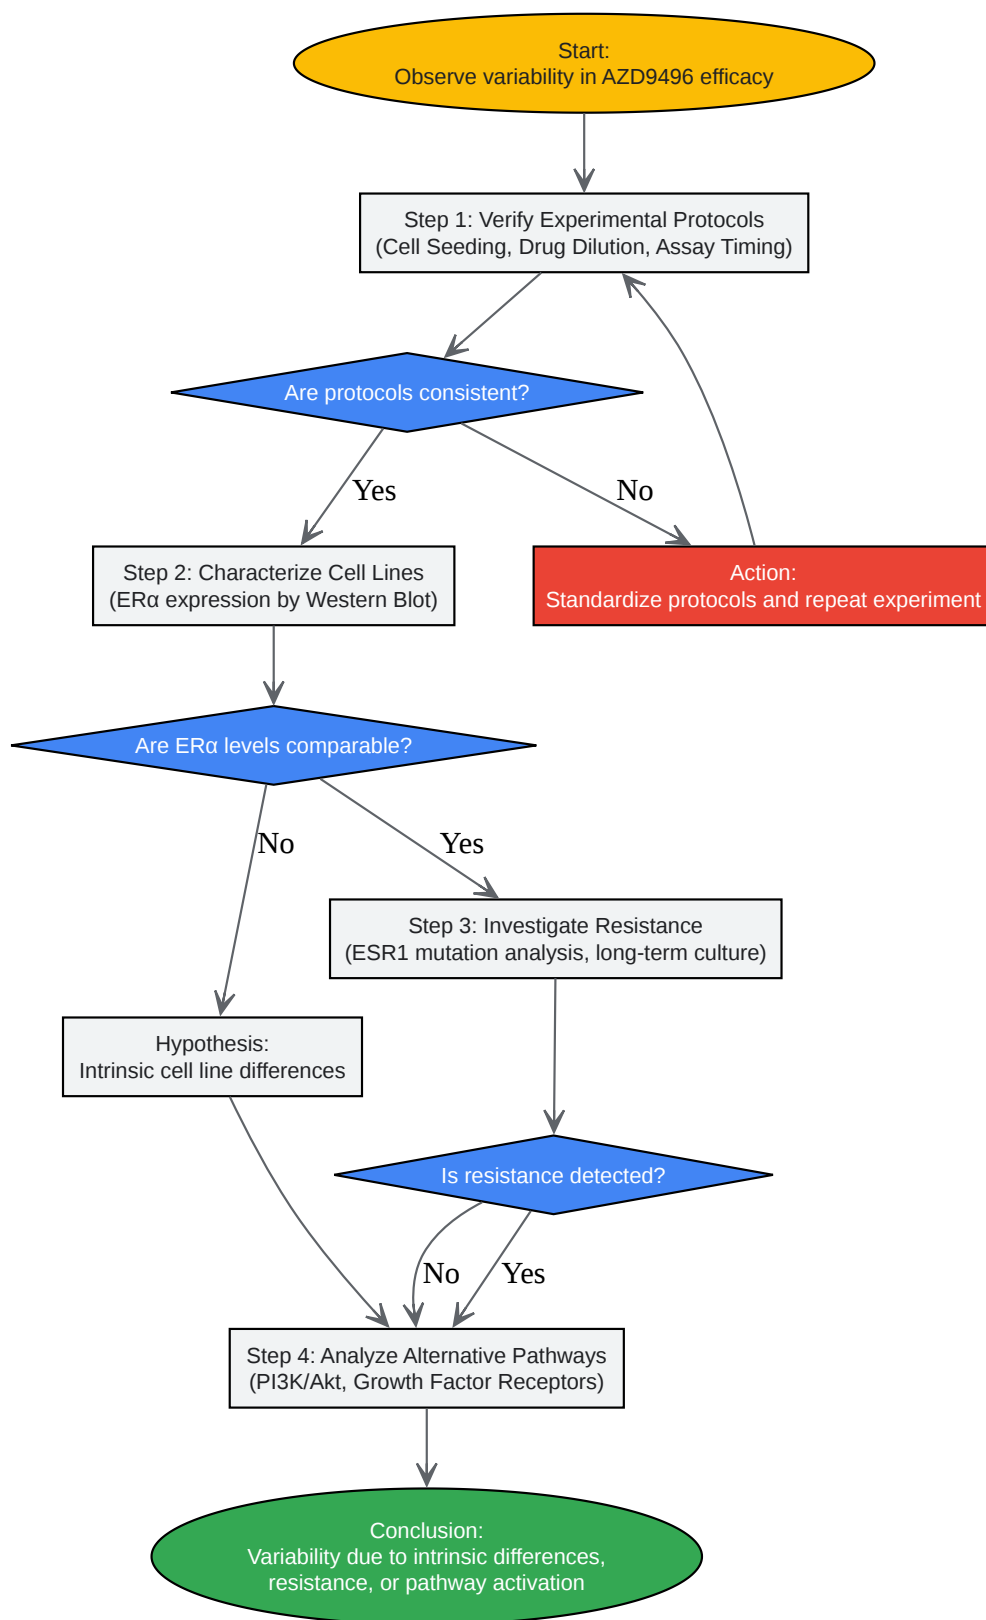 Start:
Observe variability in AZD9496 efficacy
Step 1: Verify Experimental Protocols
(Cell Seeding, Drug Dilution, Assay Timing)
Are protocols consistent?
Yes
No
Step 2: Characterize Cell Lines
(ERα expression by Western Blot)
Action:
Standardize protocols and repeat experiment
Are ERα levels comparable?
No
Yes
Step 3: Investigate Resistance
(ESR1 mutation analysis, long-term culture)
Hypothesis:
Intrinsic cell line differences
Is resistance detected?
No
Yes
Step 4: Analyze Alternative Pathways
(PI3K/Akt, Growth Factor Receptors)
Conclusion:
Variability due to intrinsic differences,
resistance, or pathway activation